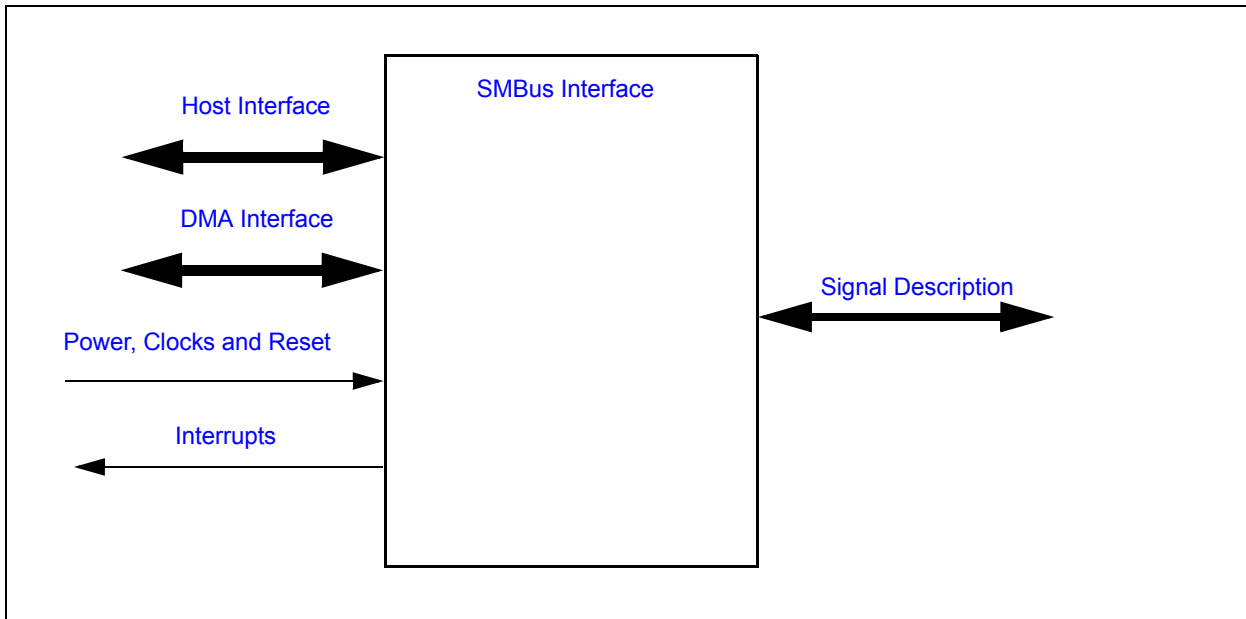 SMBus Interface
Host Interface
DMA Interface
Signal Description
Power, Clocks and Reset
Interrupts